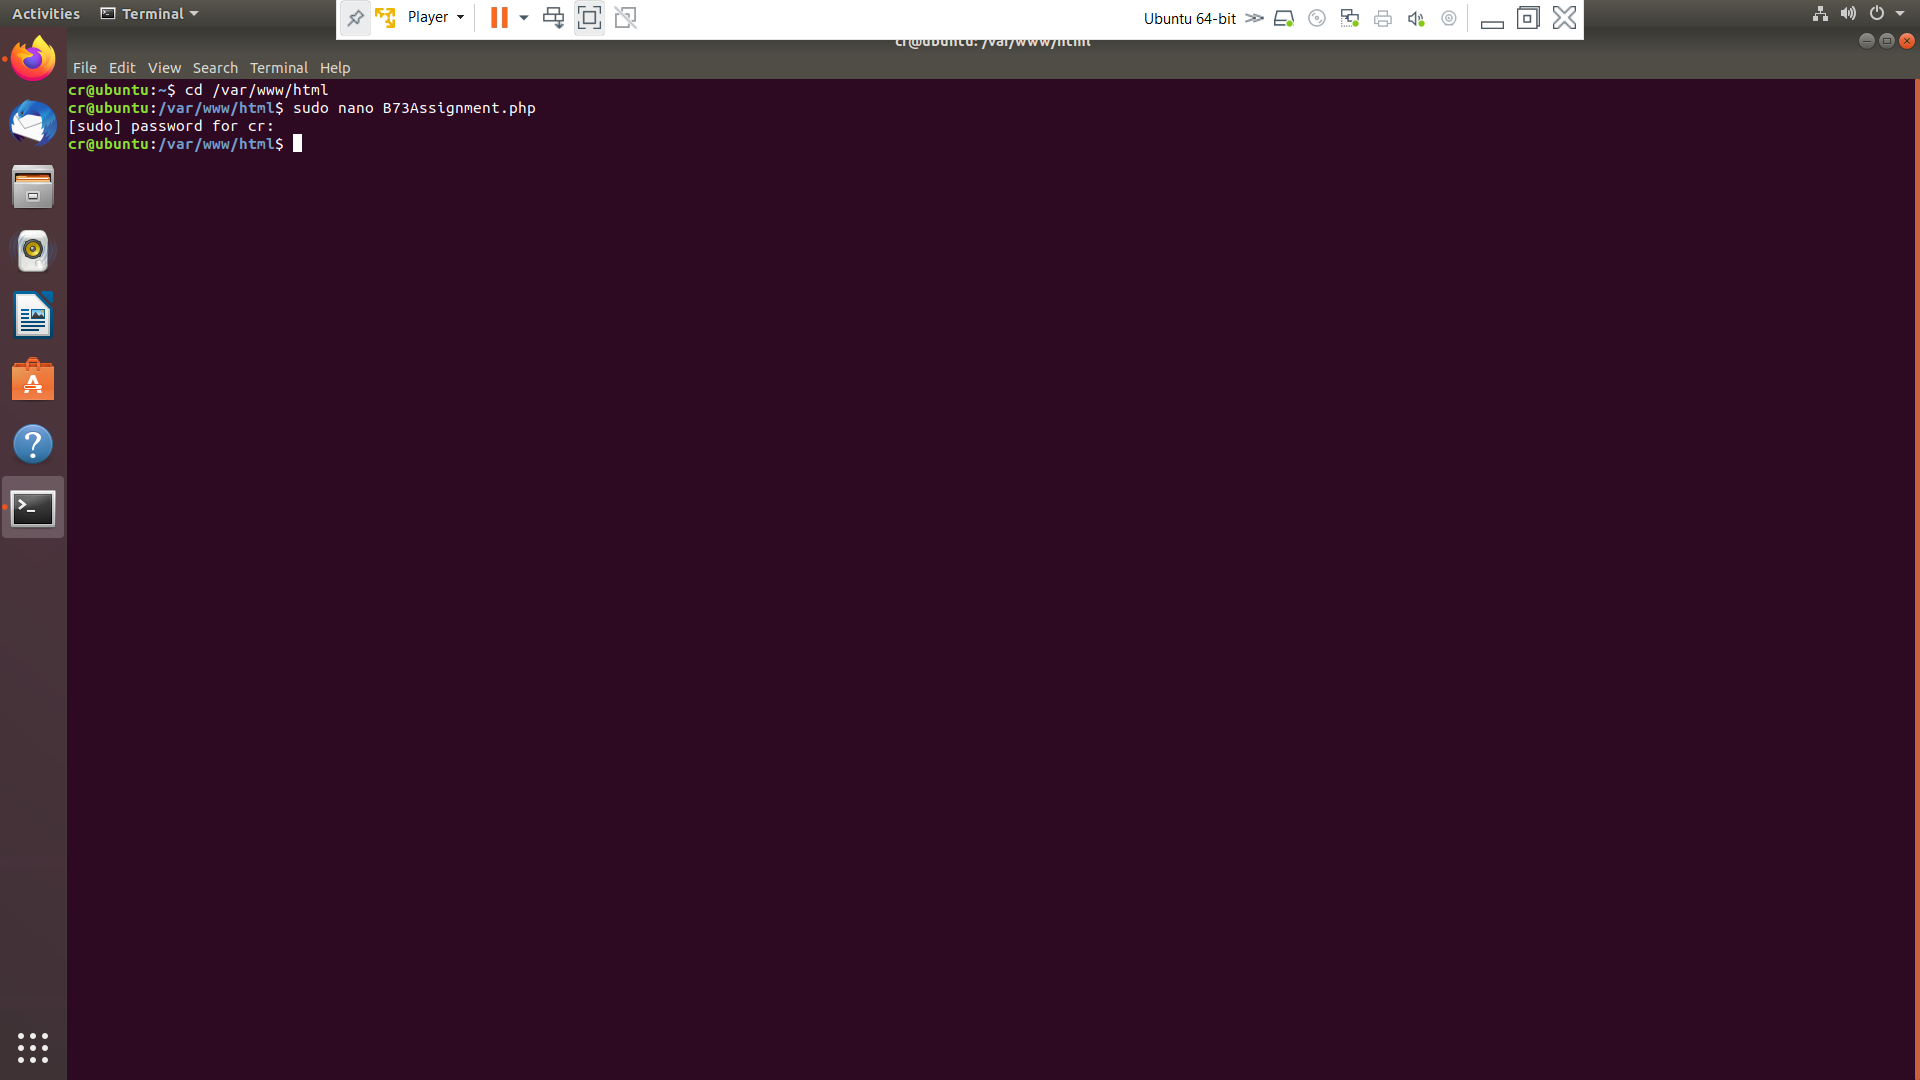 Activities Terminal
Player
Ubuntu 64-bit
cr@ubuntu: /var/www/html
File Edit View Search Terminal Help
cr@ubuntu:~$ cd /var/www/html
cr@ubuntu:/var/www/html$ sudo nano B73Assignment.php
[sudo] password for cr:
cr@ubuntu:/var/www/html$